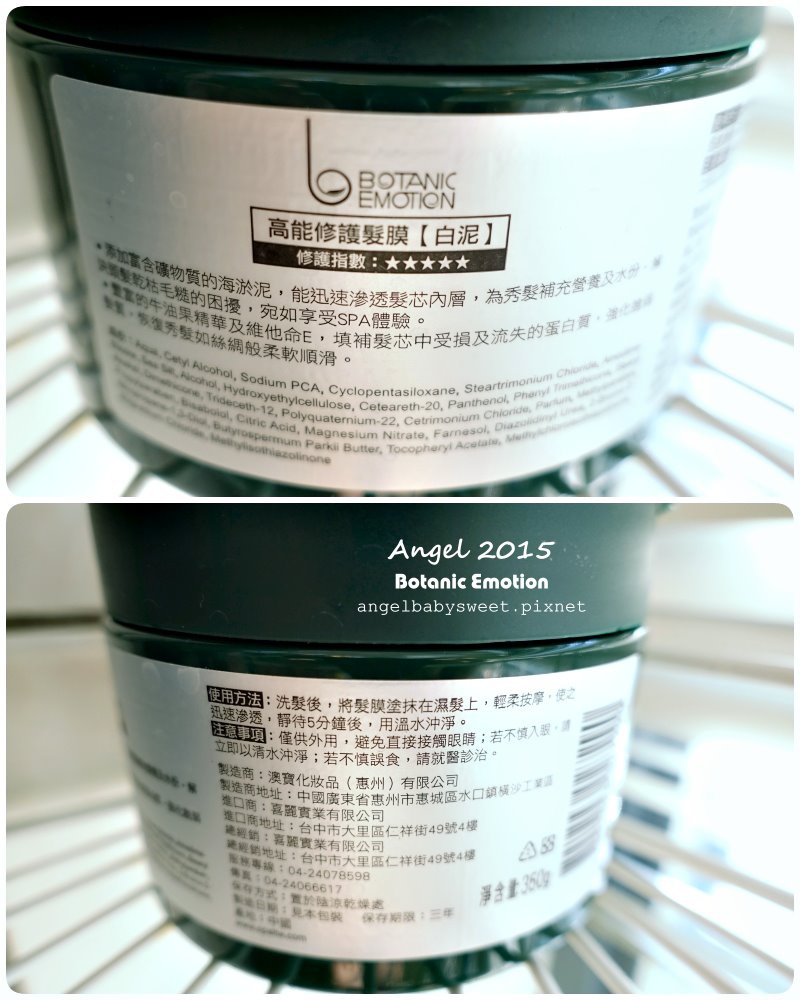 BOTANIC
EMOTION
高能修護髮膜【白泥】
修護指數：★★★★★
• 添加富含礦物質的海淤泥，能迅速滲透髮芯內層，為秀髮補充營養及水份，解
決頭髮乾枯毛糙的困擾，宛如享受SPA體驗。
• 豐富的牛油果精華及維他命E，填補髮芯中受損及流失的蛋白質，強化
髮質，恢復秀髮如絲綢般柔軟順滑。
Aqua, Cetyl Alcohol, Sodium PCA, Cyclopentasiloxane, Steartrimonium Chloride,
Sea Silt, Alcohol, Hydroxyethylcellulose, Ceteareth-20, Panthenol, Phenyl Trimethicone,
Dimethicone, Trideceth-12, Polyquaternium-22, Cetrimonium Chloride, Parfum,
Bisabolol, Citric Acid, Magnesium Nitrate, Farnesol, Diazolidinyl Urea,
-1,3-Diol, Butyrospermum Parkii Butter, Tocopheryl Acetate,
Chloride, Methylisothiazolinone
Angel 2015
Botanic Emotion
angelbabysweet.pixnet
使用方法：洗髮後，將髮膜塗抹在濕髮上，輕柔按摩，使之
迅速滲透，靜待5分鐘後，用溫水沖淨。
注意事項：僅供外用，避免直接接觸眼睛；若不慎入眼，請
立即以清水沖淨；若不慎誤食，請就醫診治。
製造商：澳寶化妝品（惠州）有限公司
製造商地址：中國廣東省惠州市惠城區水口鎮橫沙工業區
進口商：喜麗實業有限公司
進口商地址：台中市大里區仁祥街49號4樓
總經銷：喜麗實業有限公司
總經銷地址：台中市大里區仁祥街49號4樓
服務專線：04-24078598
傳真：04-24066617
保存方式：置於陰涼乾燥處
製造日期：見本包裝 保存期限：三年
產地：中國
淨含量 360g